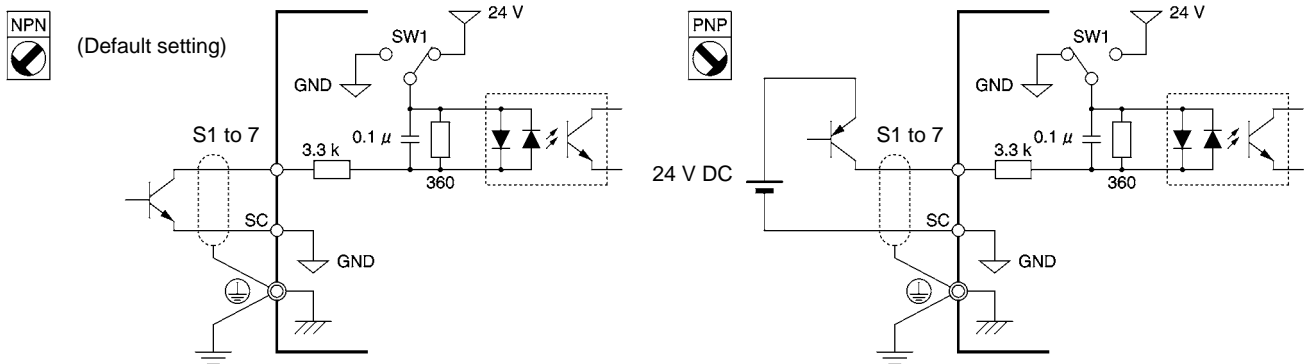 NPN
(Default setting)
24 V
SW1
GND
S1 to 7
0.1 μ
3.3 k
360
SC
GND
PNP
24 V
SW1
GND
S1 to 7
0.1 μ
3.3 k
360
24 V DC
SC
GND